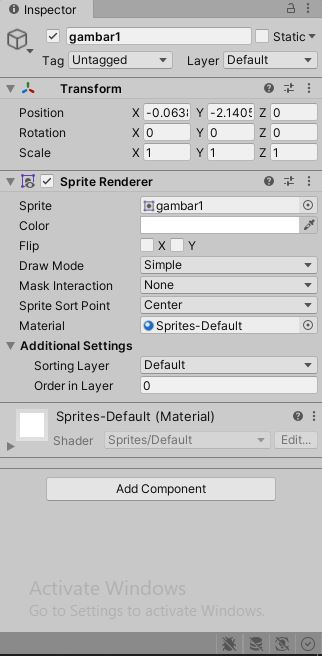 Inspector
gambar1 Static
Tag Untagged Layer Default
Transform
Position X -0.063 Y -2.1405 Z 0
Rotation X 0 Y 0 Z 0
Scale X 1 Y 1 Z 1
Sprite Renderer
Sprite gambar1
Color
Flip X Y
Draw Mode Simple
Mask Interaction None
Sprite Sort Point Center
Material Sprites-Default
Additional Settings
Sorting Layer Default
Order in Layer 0
Sprites-Default (Material)
Shader Sprites/Default Edit...
Add Component
Activate Windows
Go to Settings to activate Windows.